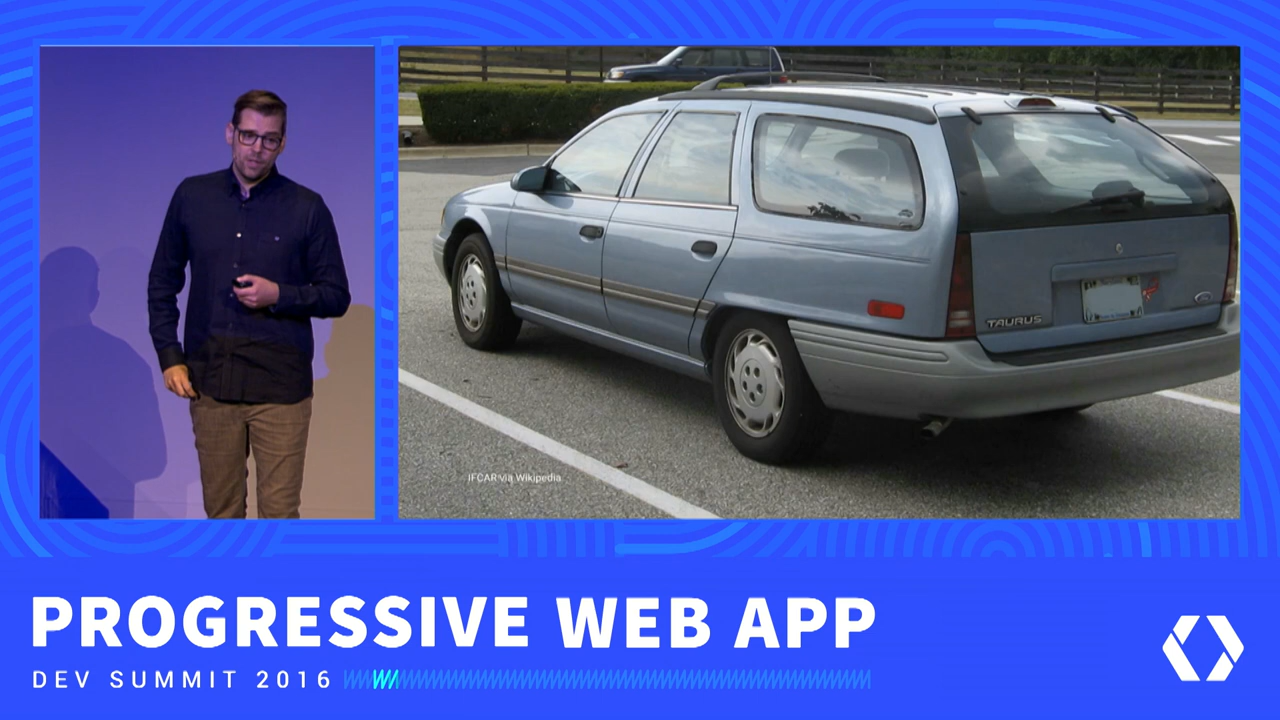 TAURUS
IFCAR via Wikipedia
PROGRESSIVE WEB APP
DEV SUMMIT 2016